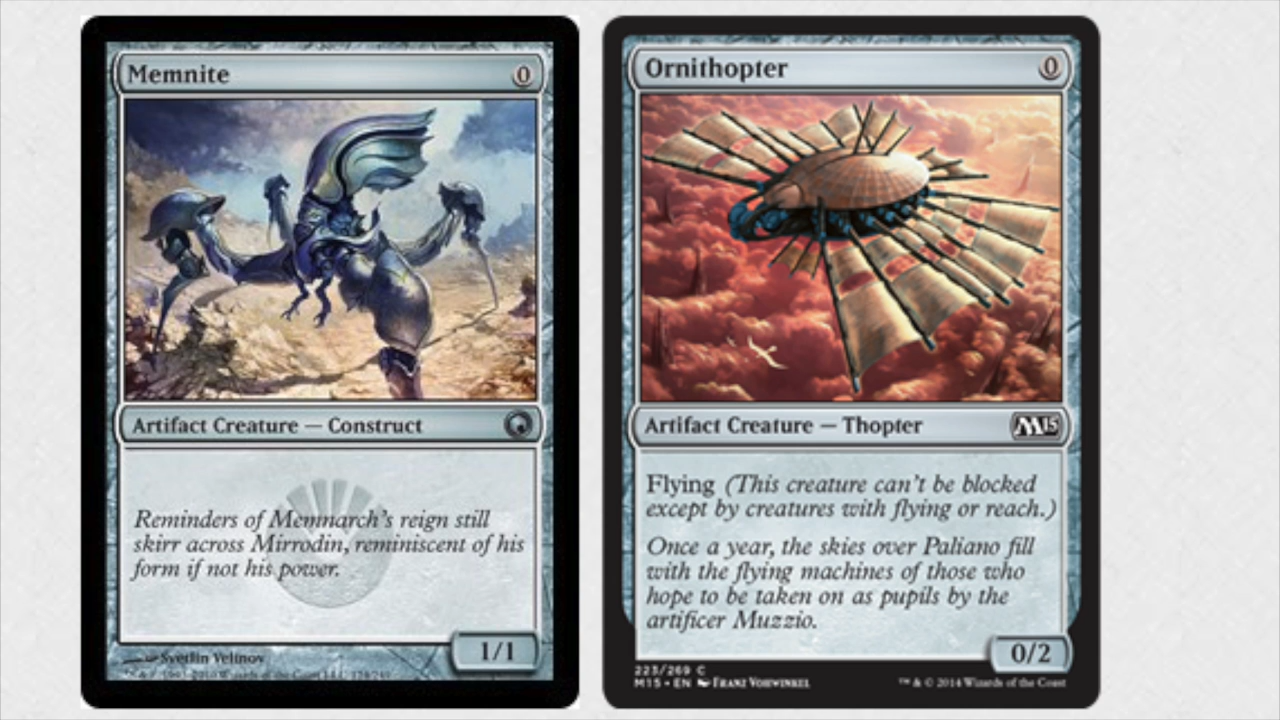 Memnite 0
Artifact Creature — Construct
Reminders of Memnarch's reign still
skirr across Mirrodin, reminiscent of his
form if not his power.
1/1
Svetlin Velinov
Ornithopter 0
Artifact Creature — Thopter
M15
Flying (This creature can't be blocked
except by creatures with flying or reach.)
Once a year, the skies over Paliano fill
with the flying machines of those who
hope to be taken on as pupils by the
artificer Muzzio.
0/2
223/269 C
M15 • EN Franz Vohwinkel
™ & © 2014 Wizards of the Coast